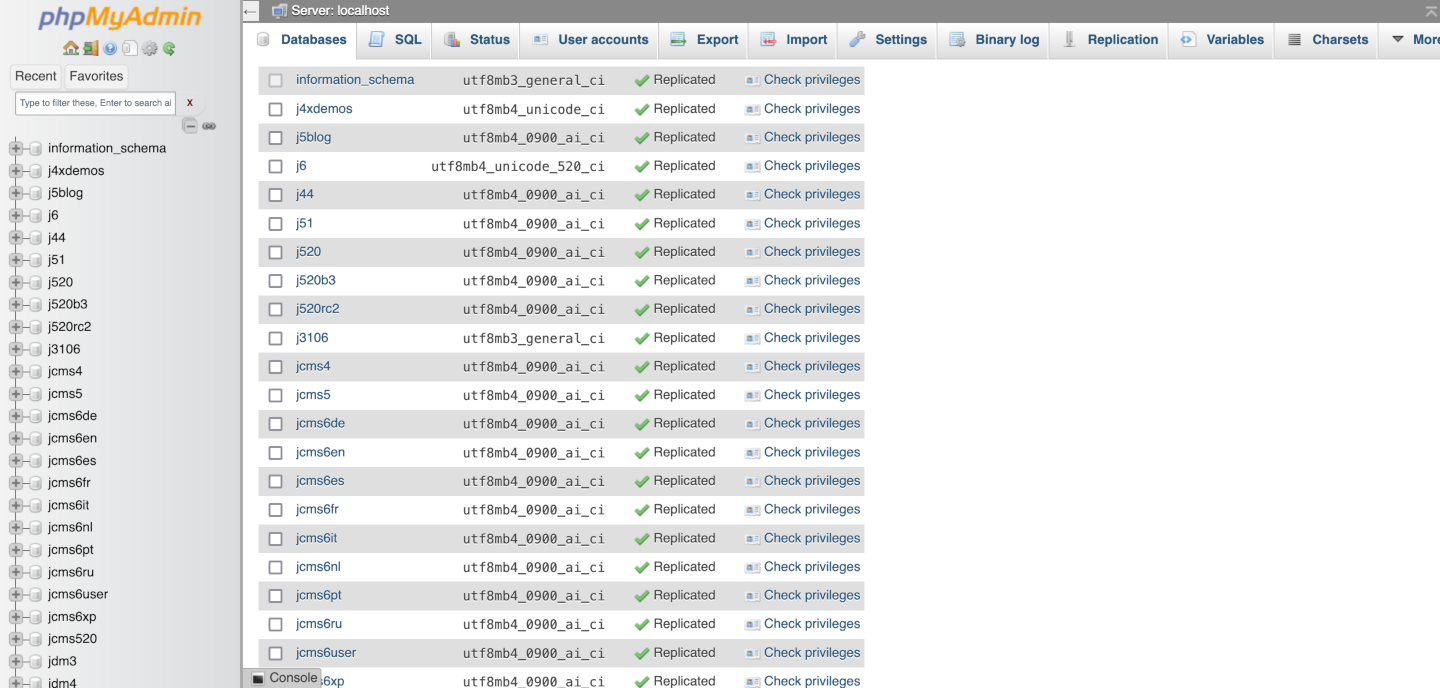 phpMyAdmin
Recent Favorites
Type to filter these, Enter to search al X
information_schema
j4xdemos
j5blog
j6
j44
j51
j520
j520b3
j520rc2
j3106
jcms4
jcms5
jcms6de
jcms6en
jcms6es
jcms6fr
jcms6it
jcms6nl
jcms6pt
jcms6ru
jcms6user
jcms6xp
jcms520
jdm3
jdm4
Server: localhost
Databases SQL Status User accounts Export Import Settings Binary log Replication Variables Charsets More
information_schema utf8mb3_general_ci Replicated Check privileges
j4xdemos utf8mb4_unicode_ci Replicated Check privileges
j5blog utf8mb4_0900_ai_ci Replicated Check privileges
j6 utf8mb4_unicode_520_ci Replicated Check privileges
j44 utf8mb4_0900_ai_ci Replicated Check privileges
j51 utf8mb4_0900_ai_ci Replicated Check privileges
j520 utf8mb4_0900_ai_ci Replicated Check privileges
j520b3 utf8mb4_0900_ai_ci Replicated Check privileges
j520rc2 utf8mb4_0900_ai_ci Replicated Check privileges
j3106 utf8mb3_general_ci Replicated Check privileges
jcms4 utf8mb4_0900_ai_ci Replicated Check privileges
jcms5 utf8mb4_0900_ai_ci Replicated Check privileges
jcms6de utf8mb4_0900_ai_ci Replicated Check privileges
jcms6en utf8mb4_0900_ai_ci Replicated Check privileges
jcms6es utf8mb4_0900_ai_ci Replicated Check privileges
jcms6fr utf8mb4_0900_ai_ci Replicated Check privileges
jcms6it utf8mb4_0900_ai_ci Replicated Check privileges
jcms6nl utf8mb4_0900_ai_ci Replicated Check privileges
jcms6pt utf8mb4_0900_ai_ci Replicated Check privileges
jcms6ru utf8mb4_0900_ai_ci Replicated Check privileges
jcms6user utf8mb4_0900_ai_ci Replicated Check privileges
s6xp utf8mb4_0900_ai_ci Replicated Check privileges
Console